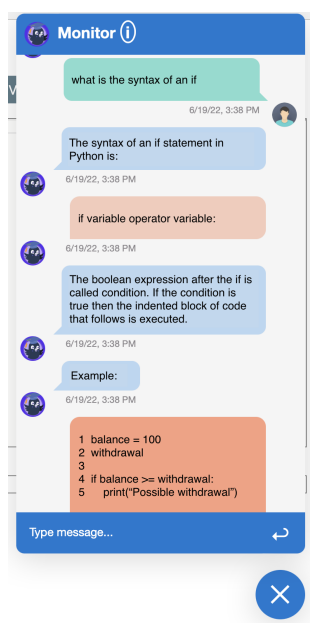 Monitor i
what is the syntax of an if
6/19/22, 3:38 PM
The syntax of an if statement in
Python is:
6/19/22, 3:38 PM
if variable operator variable:
6/19/22, 3:38 PM
The boolean expression after the if is
called condition. If the condition is
true then the indented block of code
that follows is executed.
6/19/22, 3:38 PM
Example:
6/19/22, 3:38 PM
1 balance = 100
2 withdrawal
3
4 if balance >= withdrawal:
5 print("Possible withdrawal")
Type message...